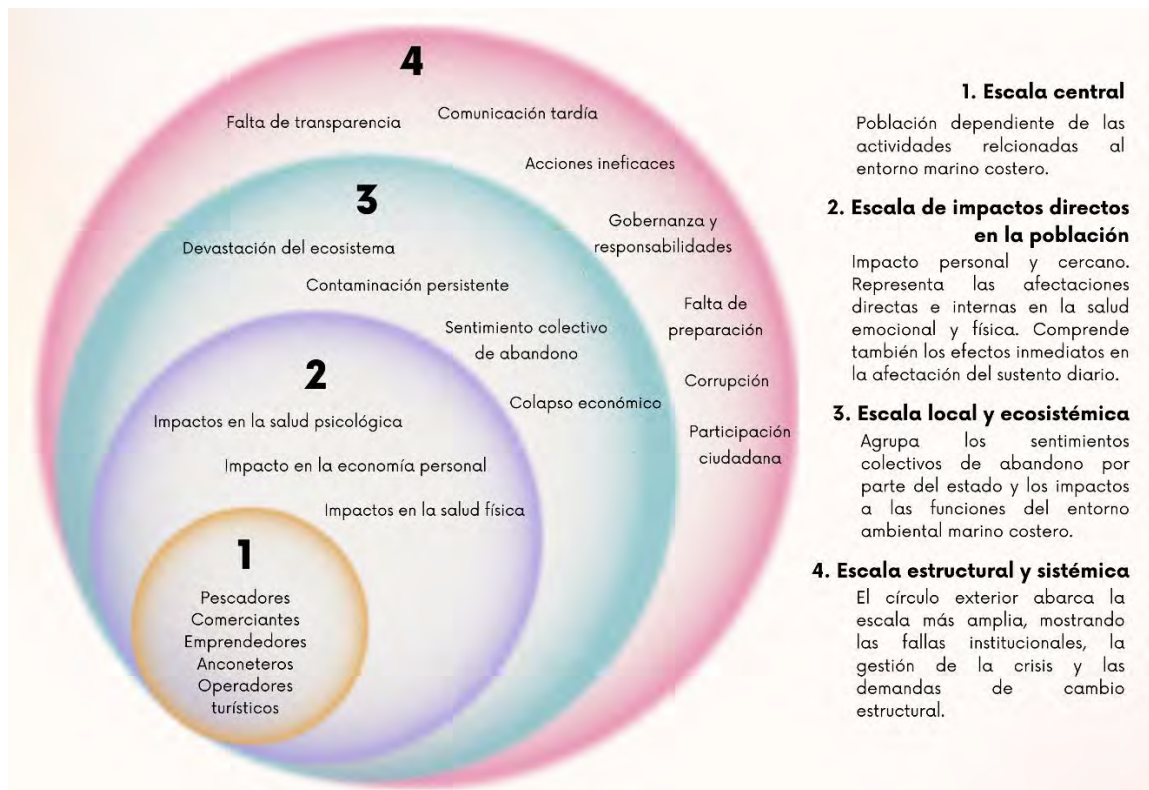 4
Falta de transparencia
Comunicación tardía
Acciones ineficaces
Gobernanza y
responsabilidades
Falta de
preparación
Corrupción
Participación
ciudadana
3
Devastación del ecosistema
Contaminación persistente
Sentimiento colectivo
de abandono
Colapso económico
2
Impactos en la salud psicológica
Impacto en la economía personal
Impactos en la salud física
1
Pescadores
Comerciantes
Emprendedores
Anconeteros
Operadores
turísticos
1. Escala central
Población dependiente de las
actividades relcionadas al
entorno marino costero.
2. Escala de impactos directos
en la población
Impacto personal y cercano.
Representa las afectaciones
directas e internas en la salud
emocional y física. Comprende
también los efectos inmediatos en
la afectación del sustento diario.
3. Escala local y ecosistémica
Agrupa los sentimientos
colectivos de abandono por
parte del estado y los impactos
a las funciones del entorno
ambiental marino costero.
4. Escala estructural y sistémica
El círculo exterior abarca la
escala más amplia, mostrando
las fallas institucionales, la
gestión de la crisis y las
demandas de cambio
estructural.